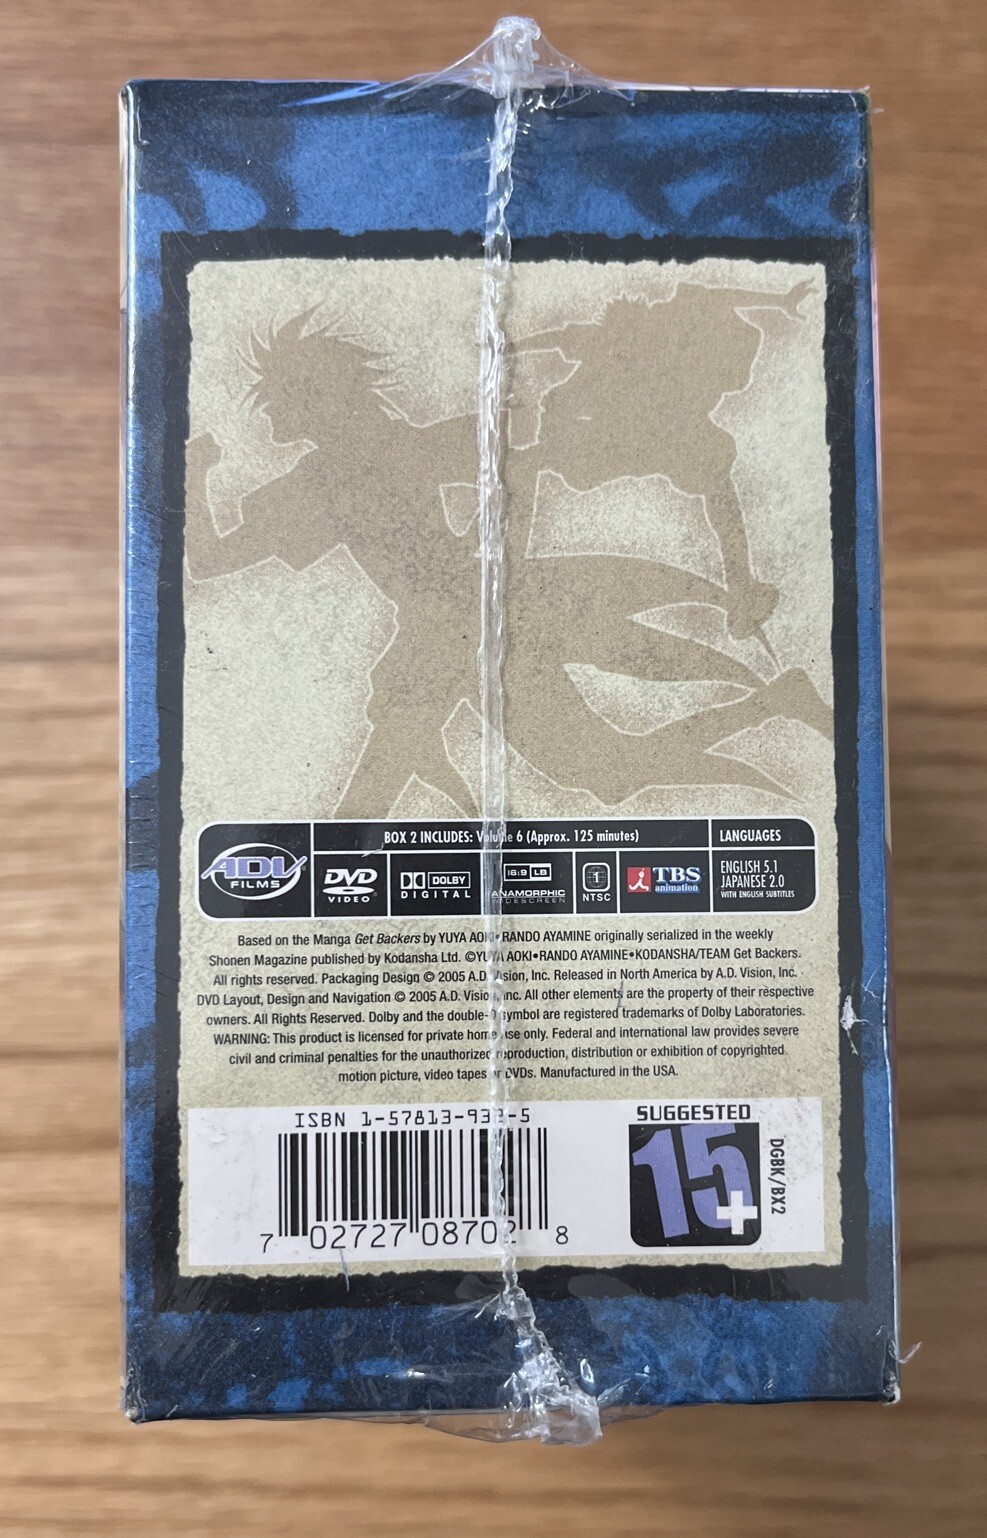 BOX 2 INCLUDES: Volume 6 (Approx. 125 minutes)
LANGUAGES
ADV
FILMS
DVD
VIDEO
DOLBY
DIGITAL
16:9 LB
ANAMORPHIC
WIDESCREEN
1
NTSC
TBS
animation
ENGLISH 5.1
JAPANESE 2.0
WITH ENGLISH SUBTITLES
Based on the Manga Get Backers by YUYA AOKI•RANDO AYAMINE originally serialized in the weekly
Shonen Magazine published by Kodansha Ltd. ©YUYA AOKI•RANDO AYAMINE•KODANSHA/TEAM Get Backers.
All rights reserved. Packaging Design © 2005 A.D. Vision, Inc. Released in North America by A.D. Vision, Inc.
DVD Layout, Design and Navigation © 2005 A.D. Vision, Inc. All other elements are the property of their respective
owners. All Rights Reserved. Dolby and the double-D symbol are registered trademarks of Dolby Laboratories.
WARNING: This product is licensed for private home use only. Federal and international law provides severe
civil and criminal penalties for the unauthorized reproduction, distribution or exhibition of copyrighted
motion picture, video tapes or DVDs. Manufactured in the USA.
SUGGESTED
15+
DGBK/BX2
7 02727 08702 8